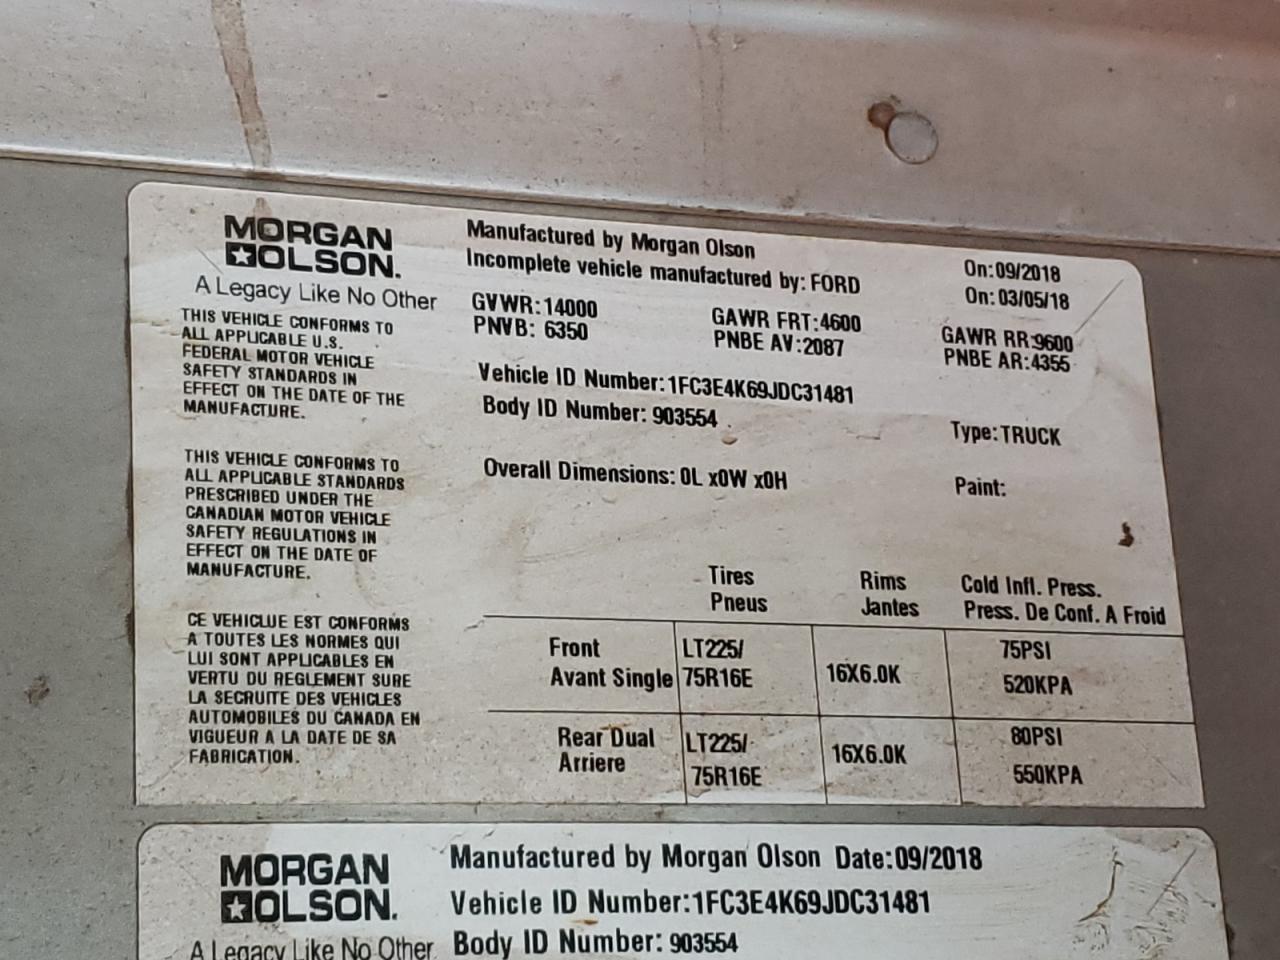 MORGAN
OLSON.
A Legacy Like No Other
THIS VEHICLE CONFORMS TO
ALL APPLICABLE U.S.
FEDERAL MOTOR VEHICLE
SAFETY STANDARDS IN
EFFECT ON THE DATE OF THE
MANUFACTURE.
THIS VEHICLE CONFORMS TO
ALL APPLICABLE STANDARDS
PRESCRIBED UNDER THE
CANADIAN MOTOR VEHICLE
SAFETY REGULATIONS IN
EFFECT ON THE DATE OF
MANUFACTURE.
CE VEHICLUE EST CONFORMS
A TOUTES LES NORMES QUI
LUI SONT APPLICABLES EN
VERTU DU REGLEMENT SURE
LA SECRUITE DES VEHICLES
AUTOMOBILES DU CANADA EN
VIGUEUR A LA DATE DE SA
FABRICATION.
Manufactured by Morgan Olson On:09/2018
Incomplete vehicle manufactured by: FORD On: 03/05/18
GVWR:14000 GAWR FRT:4600 GAWR RR:9600
PNVB: 6350 PNBE AV:2087 PNBE AR:4355
Vehicle ID Number:1FC3E4K69JDC31481
Body ID Number: 903554 Type:TRUCK
Overall Dimensions: 0L x0W x0H Paint:
Tires Rims Cold Infl. Press.
Pneus Jantes Press. De Conf. A Froid
Front LT225/ 75PSI
Avant Single 75R16E 16X6.0K 520KPA
Rear Dual LT225/ 16X6.0K 80PSI
Arriere 75R16E 550KPA
MORGAN
OLSON.
A Legacy Like No Other
Manufactured by Morgan Olson Date:09/2018
Vehicle ID Number:1FC3E4K69JDC31481
Body ID Number: 903554